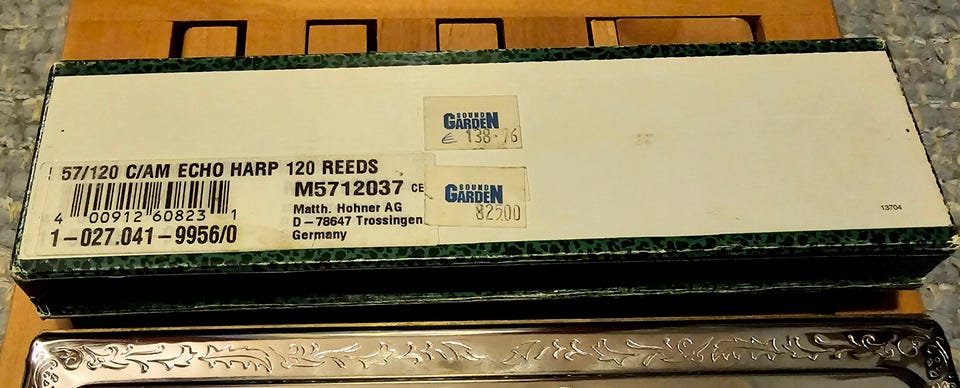 SOUND
GARDEN
€ 138.76
57/120 C/AM ECHO HARP 120 REEDS
M5712037 CE
4 00912 60823 1
Matth. Hohner AG
D-78647 Trossingen
1-027.041-9956/0
Germany
SOUND
GARDEN
82500
13704